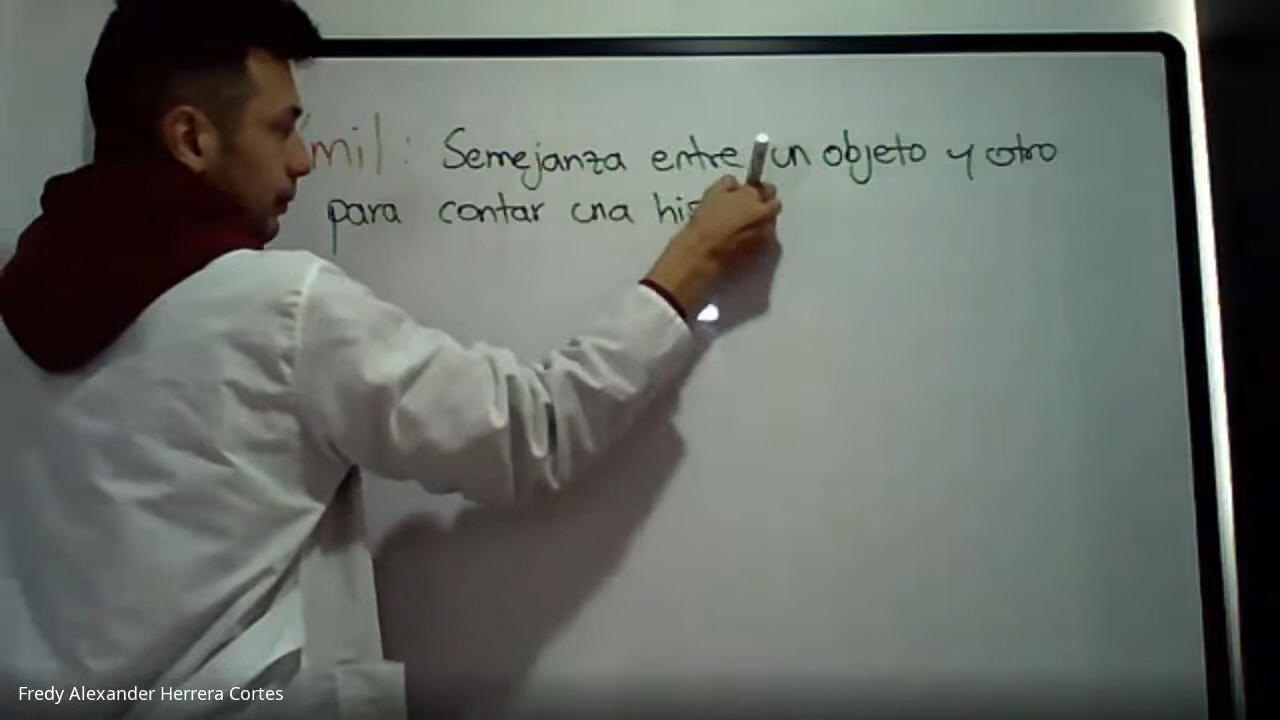 mil: Semejanza entre un objeto y otro
para contar una his
Fredy Alexander Herrera Cortes